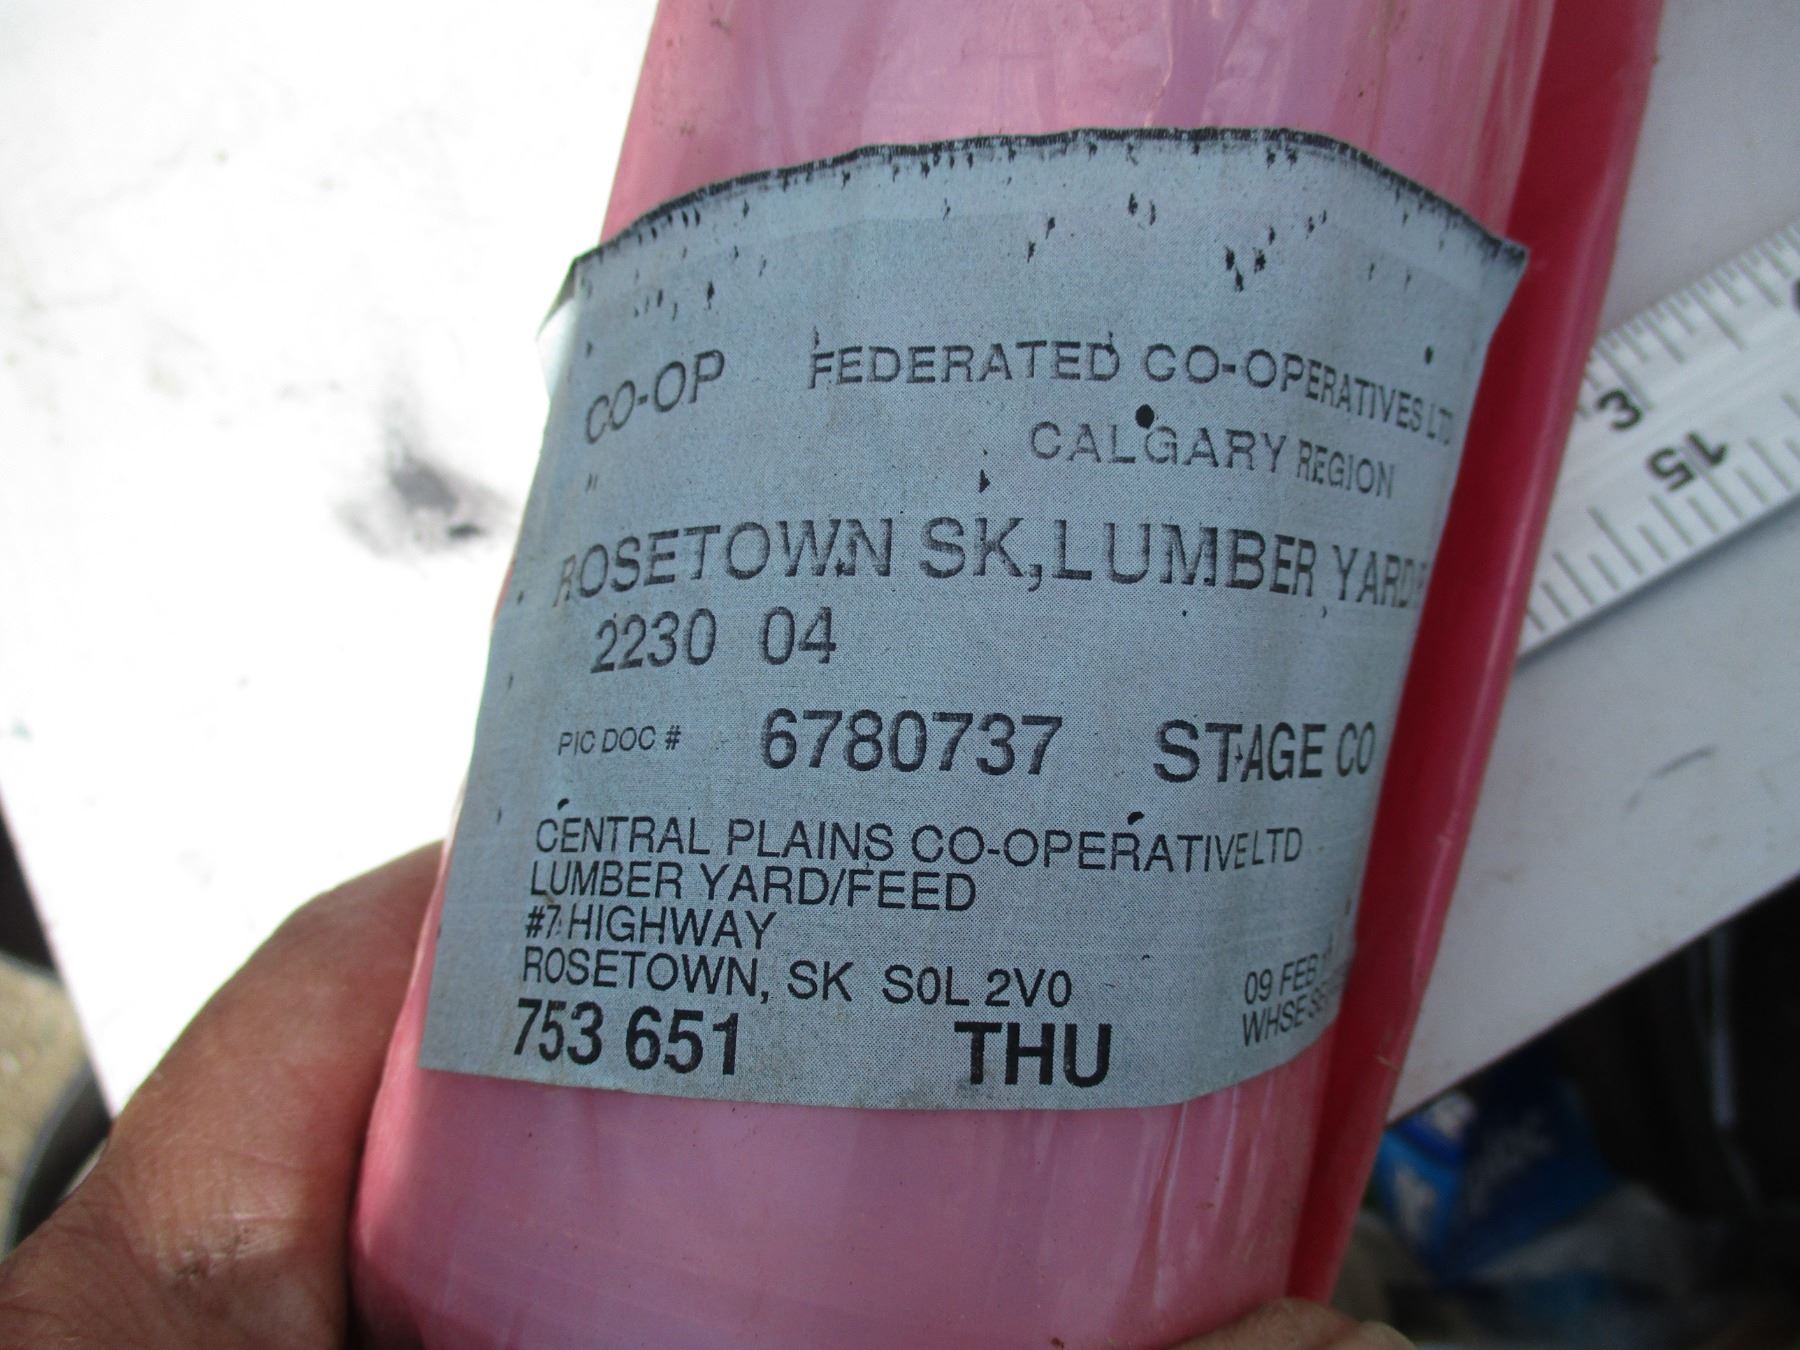 CO-OP FEDERATED CO-OPERATIVES LTD
CALGARY REGION
ROSETOWN SK,LUMBER YARD
2230 04
PIC DOC # 6780737 STAGE CO
CENTRAL PLAINS CO-OPERATIVE LTD
LUMBER YARD/FEED
#7 HIGHWAY
ROSETOWN, SK S0L 2V0
09 FEB
WHSE
753 651 THU
3
15